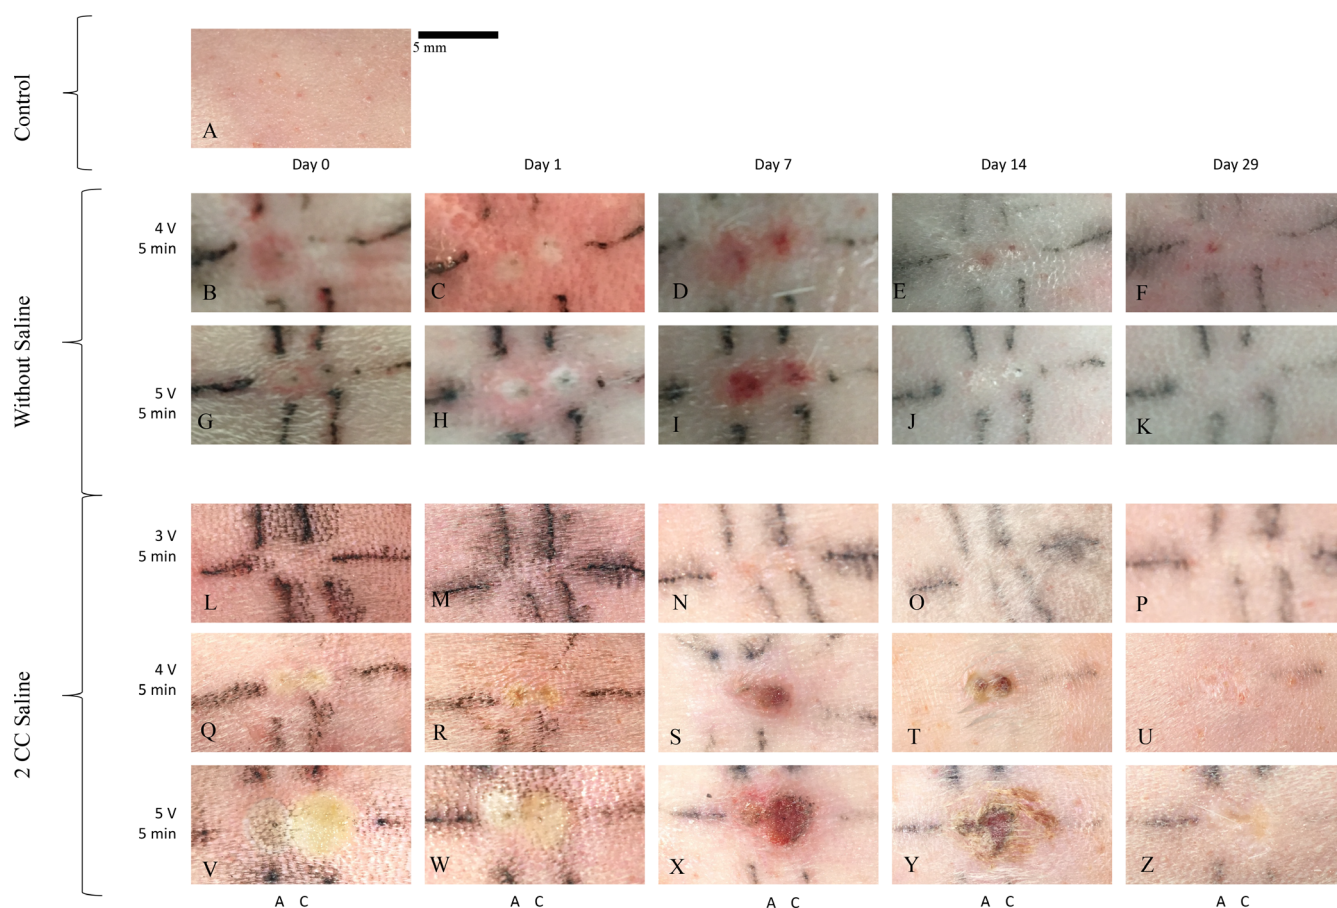 Control
5 mm
A
Day 0
Day 1
Day 7
Day 14
Day 29
Without Saline
4 V
5 min
B
C
D
E
F
5 V
5 min
G
H
I
J
K
2 CC Saline
3 V
5 min
L
M
N
O
P
4 V
5 min
Q
R
S
T
U
5 V
5 min
V
W
X
Y
Z
A C
A C
A C
A C
A C